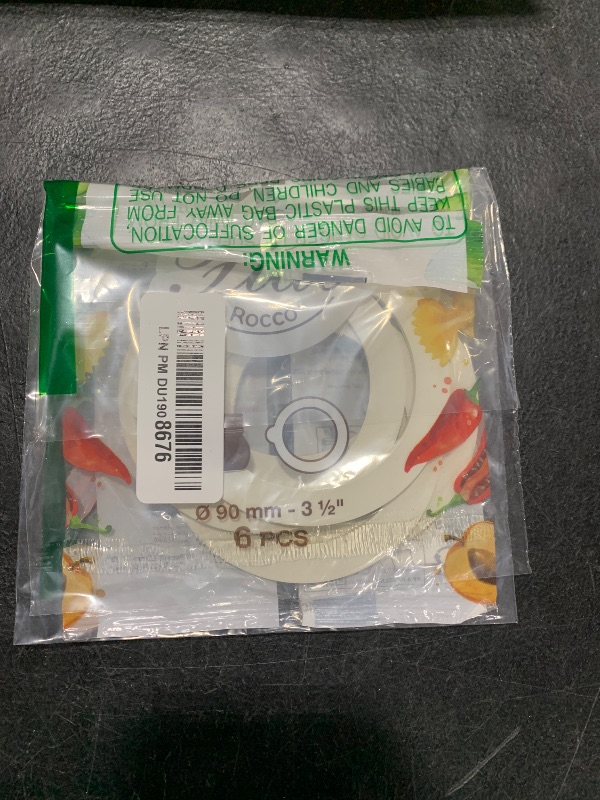 WARNING:
TO AVOID DANGER OF SUFFOCATION,
KEEP THIS PLASTIC BAG AWAY FROM
BABIES AND CHILDREN. DO NOT USE
ROCCO
LPN PM DU190 8676
Ø 90 mm - 3 ½"
6 PCS